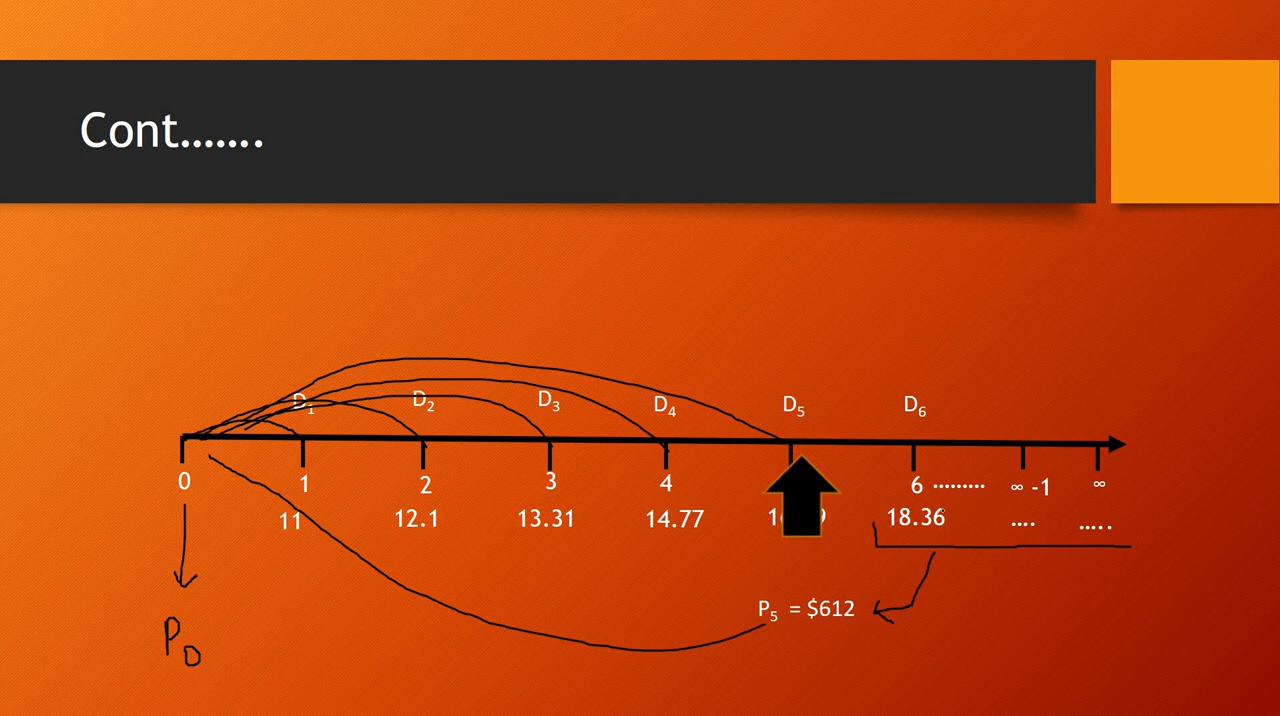 Cont.......
D1 D2 D3 D4 D5 D6
0 1 2 3 4 6 ......... ∞ -1 ∞
11 12.1 13.31 14.77 18.36 .... .....
P5 = $612
P0